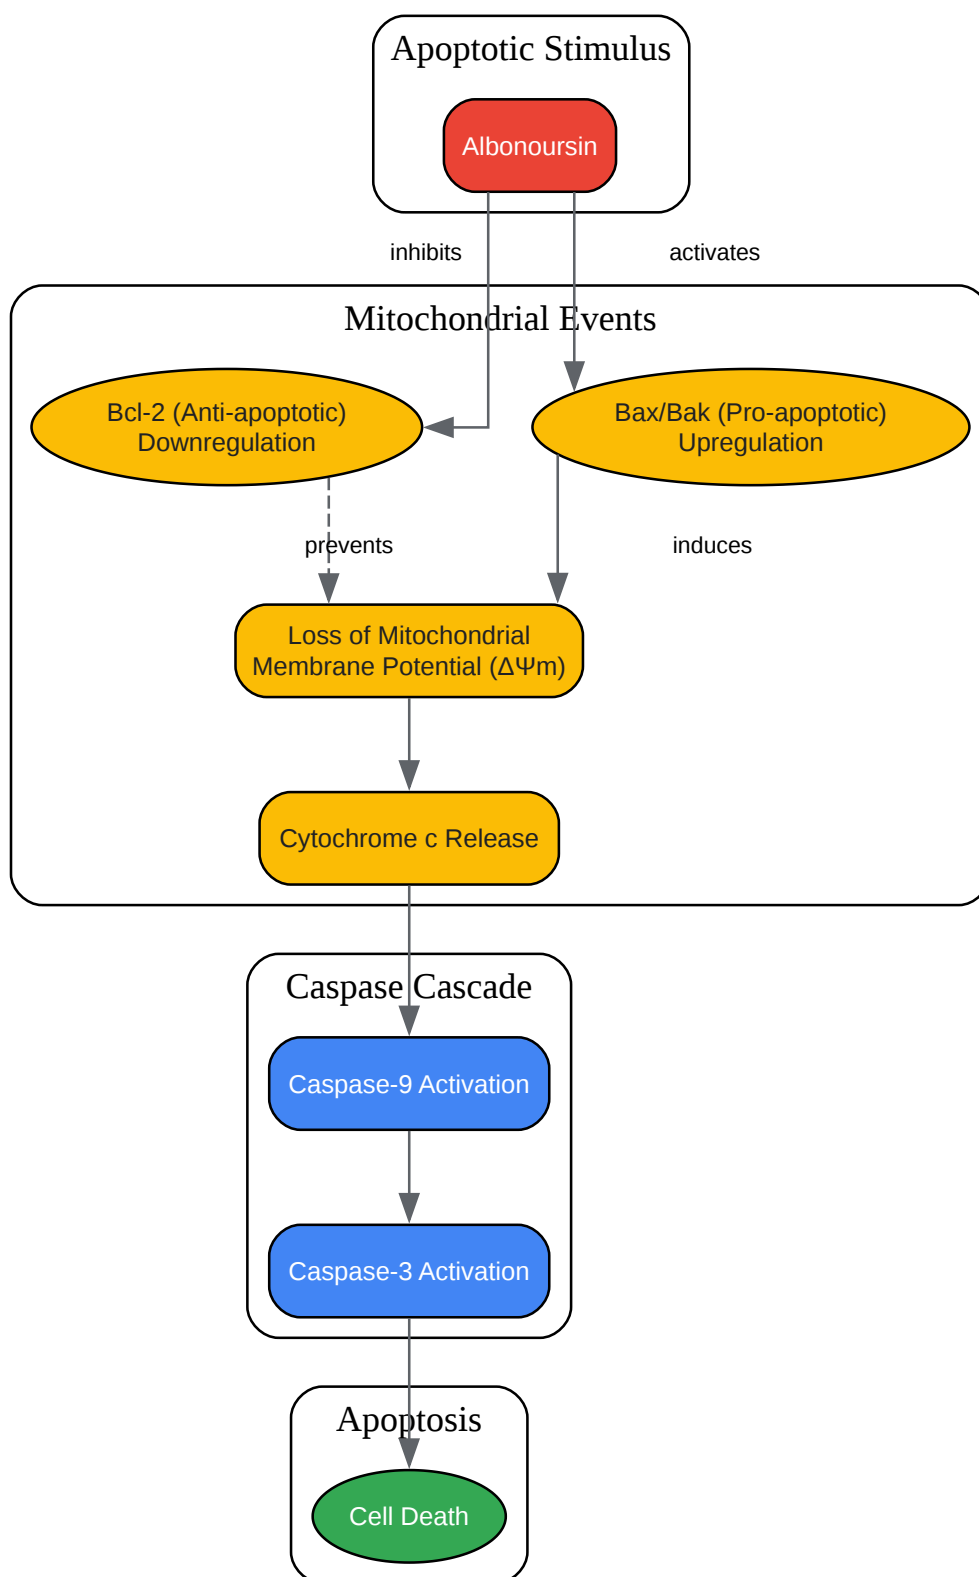 Apoptotic Stimulus
Albonoursin
inhibits
activates
Mitochondrial Events
Bcl-2 (Anti-apoptotic)
Downregulation
Bax/Bak (Pro-apoptotic)
Upregulation
prevents
induces
Loss of Mitochondrial
Membrane Potential (ΔΨm)
Cytochrome c Release
Caspase Cascade
Caspase-9 Activation
Caspase-3 Activation
Apoptosis
Cell Death